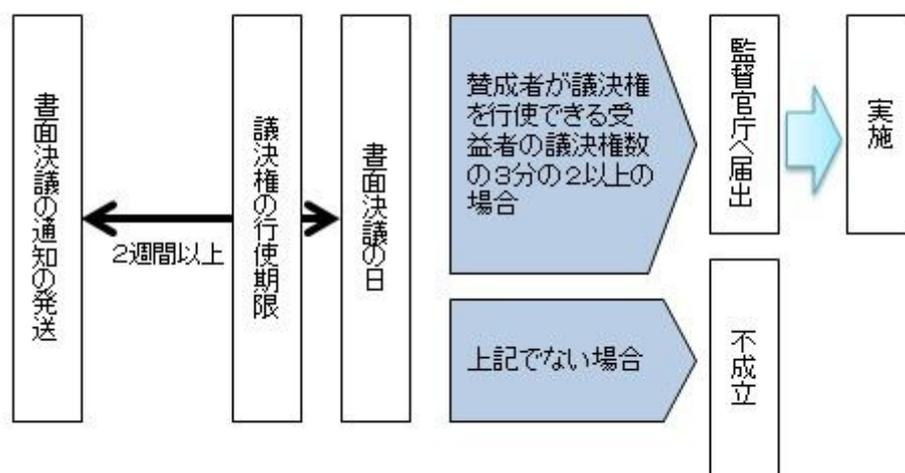 書面決議の通知の発送
2週間以上
議決権の行使期限
書面決議の日
賛成者が議決権
を行使できる受
益者の議決権数
の3分の2以上の
場合
監督官庁へ届出
実施
上記でない場合
不成立